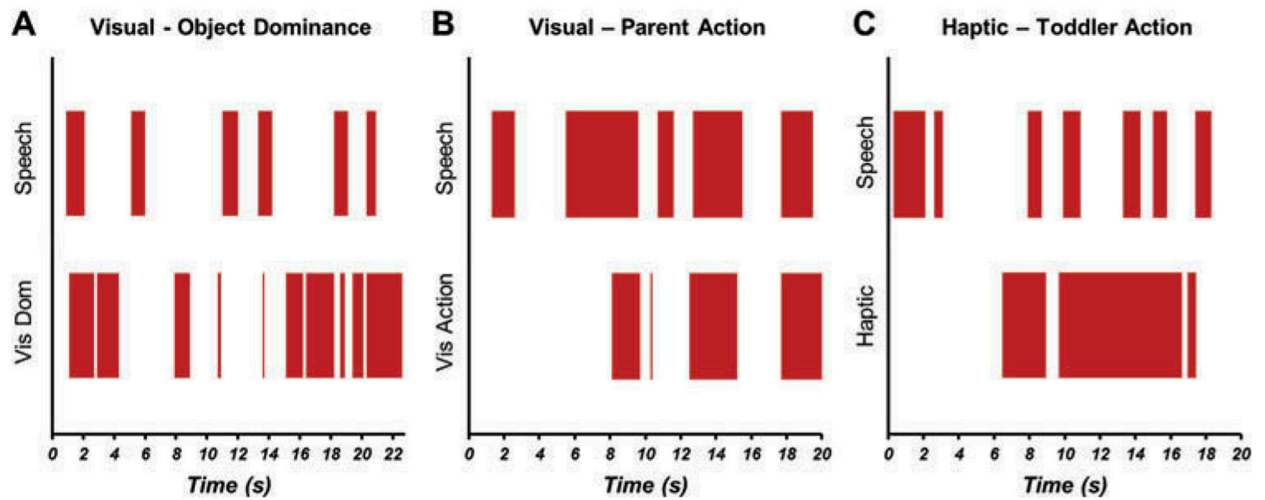 A Visual - Object Dominance
Speech
Vis Dom
0 2 4 6 8 10 12 14 16 18 20 22
Time (s)
B Visual – Parent Action
Speech
Vis Action
0 2 4 6 8 10 12 14 16 18 20
Time (s)
C Haptic – Toddler Action
Speech
Haptic
0 2 4 6 8 10 12 14 16 18 20
Time (s)